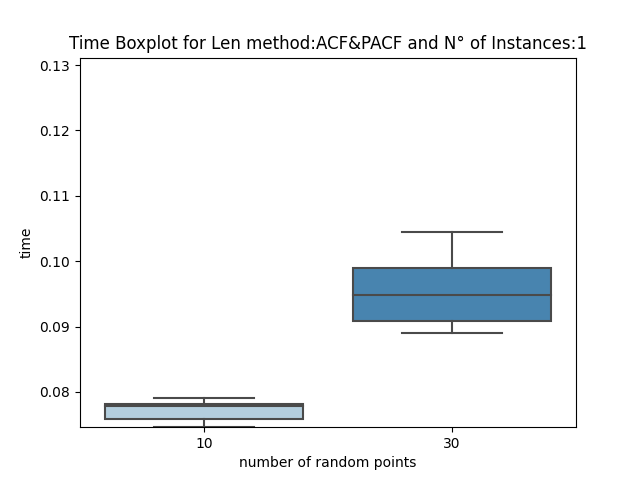 Time Boxplot for Len method:ACF&PACF and N° of Instances:1
0.13
0.12
0.11
0.10
0.09
0.08
time
10
30
number of random points